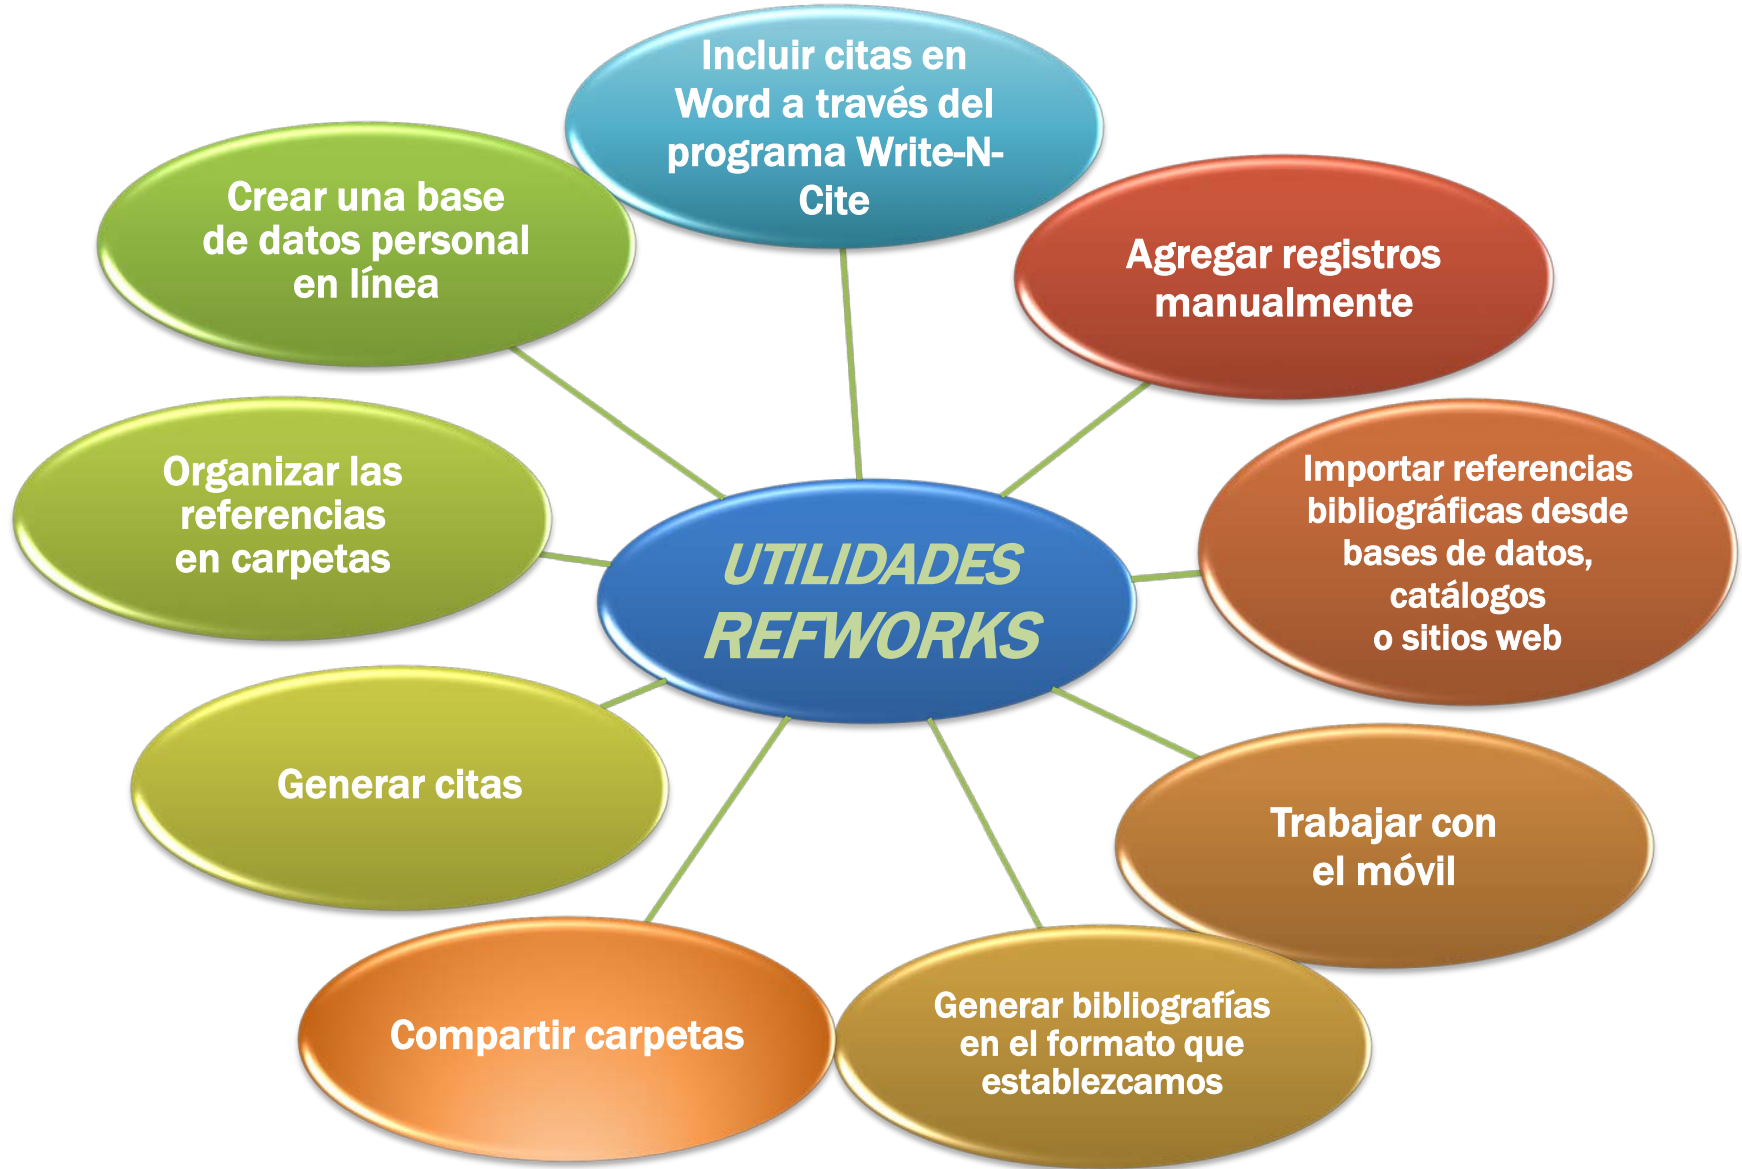 Incluir citas en
Word a través del
programa Write-N-
Cite
Crear una base
de datos personal
en línea
Agregar registros
manualmente
Organizar las
referencias
en carpetas
Importar referencias
bibliográficas desde
bases de datos,
catálogos
o sitios web
UTILIDADES
REFWORKS
Generar citas
Trabajar con
el móvil
Compartir carpetas
Generar bibliografías
en el formato que
establezcamos